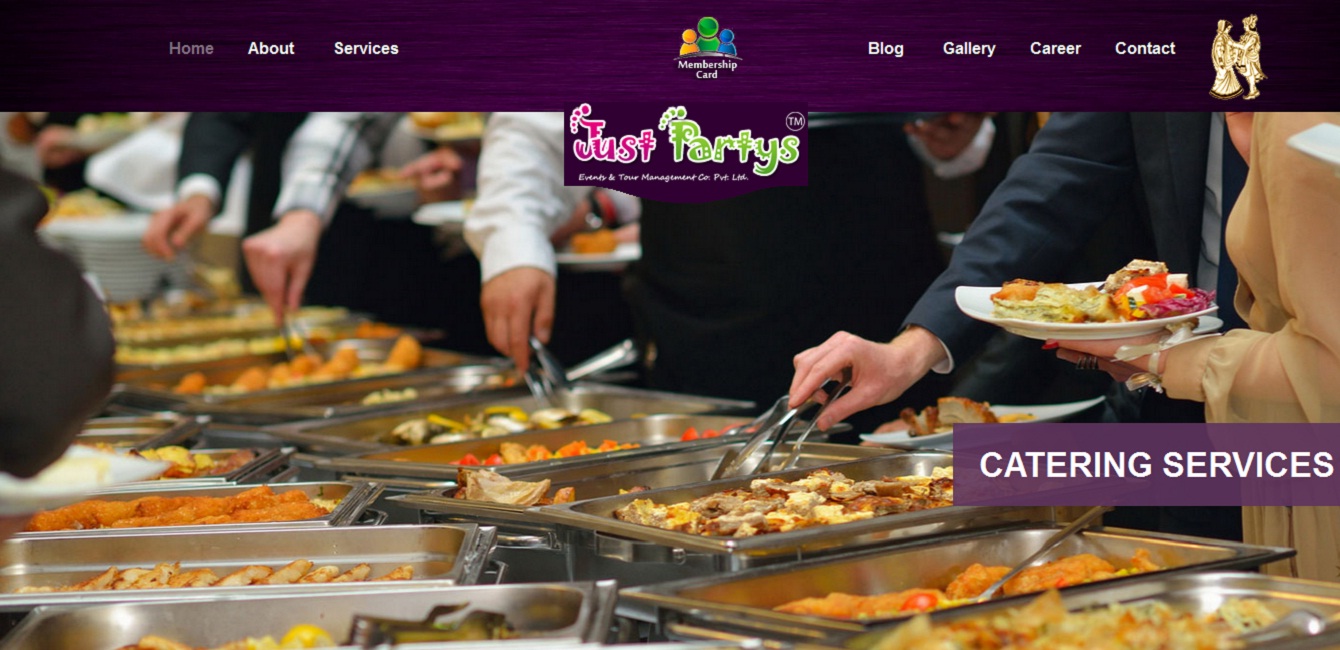 Home About Services
Membership
Card
Blog Gallery Career Contact
Just Partys TM
Events & Tour Management Co. Pvt. Ltd.
CATERING SERVICES